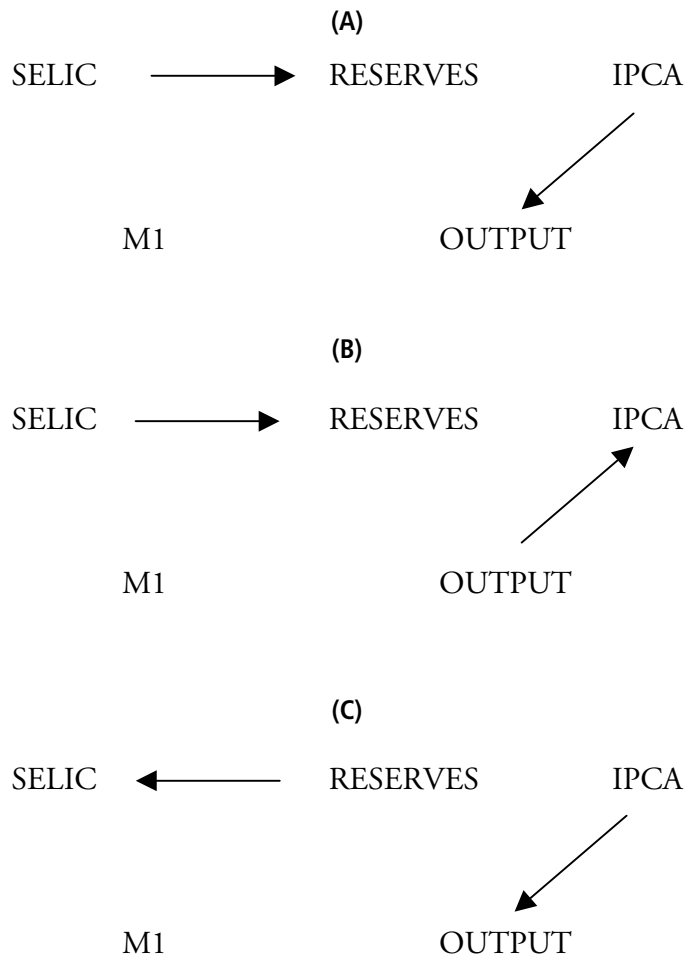 (A)
SELIC RESERVES IPCA
M1 OUTPUT
(B)
SELIC RESERVES IPCA
M1 OUTPUT
(C)
SELIC RESERVES IPCA
M1 OUTPUT